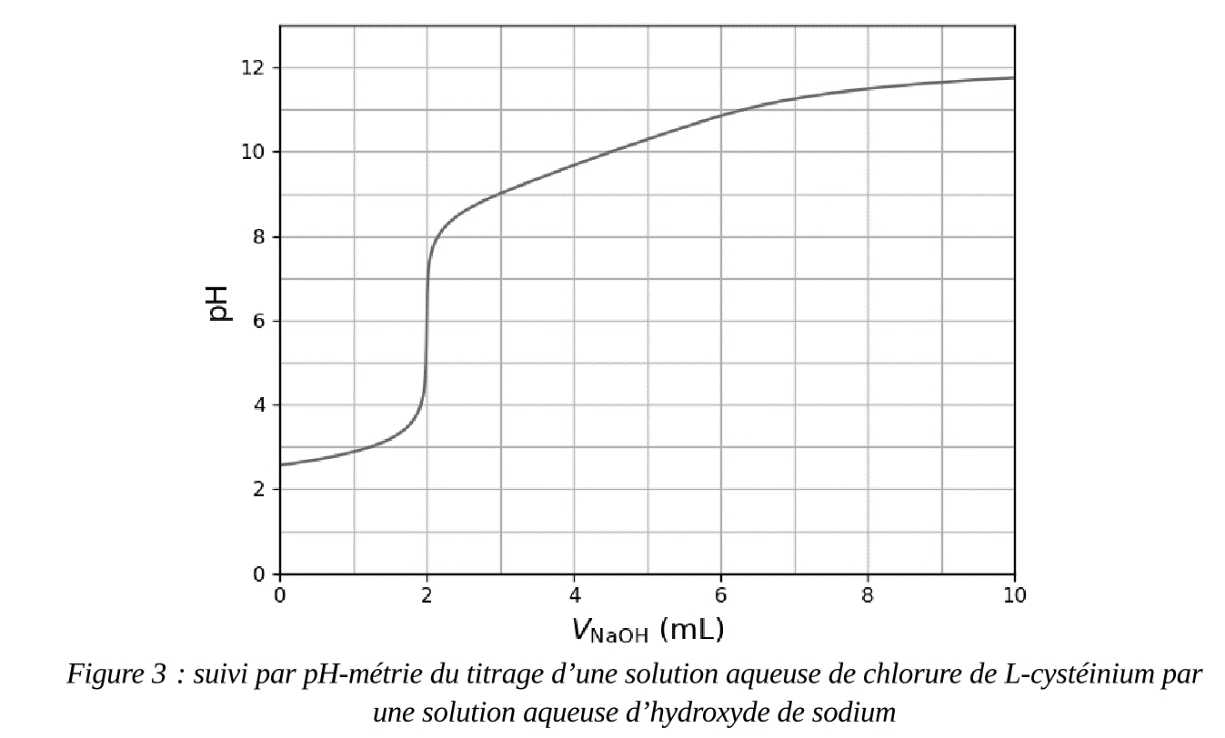 12
10
8
6
4
2
0
pH
0 2 4 6 8 10
V_NaOH (mL)
Figure 3 : suivi par pH-métrie du titrage d’une solution aqueuse de chlorure de L-cystéinium par
une solution aqueuse d’hydroxyde de sodium